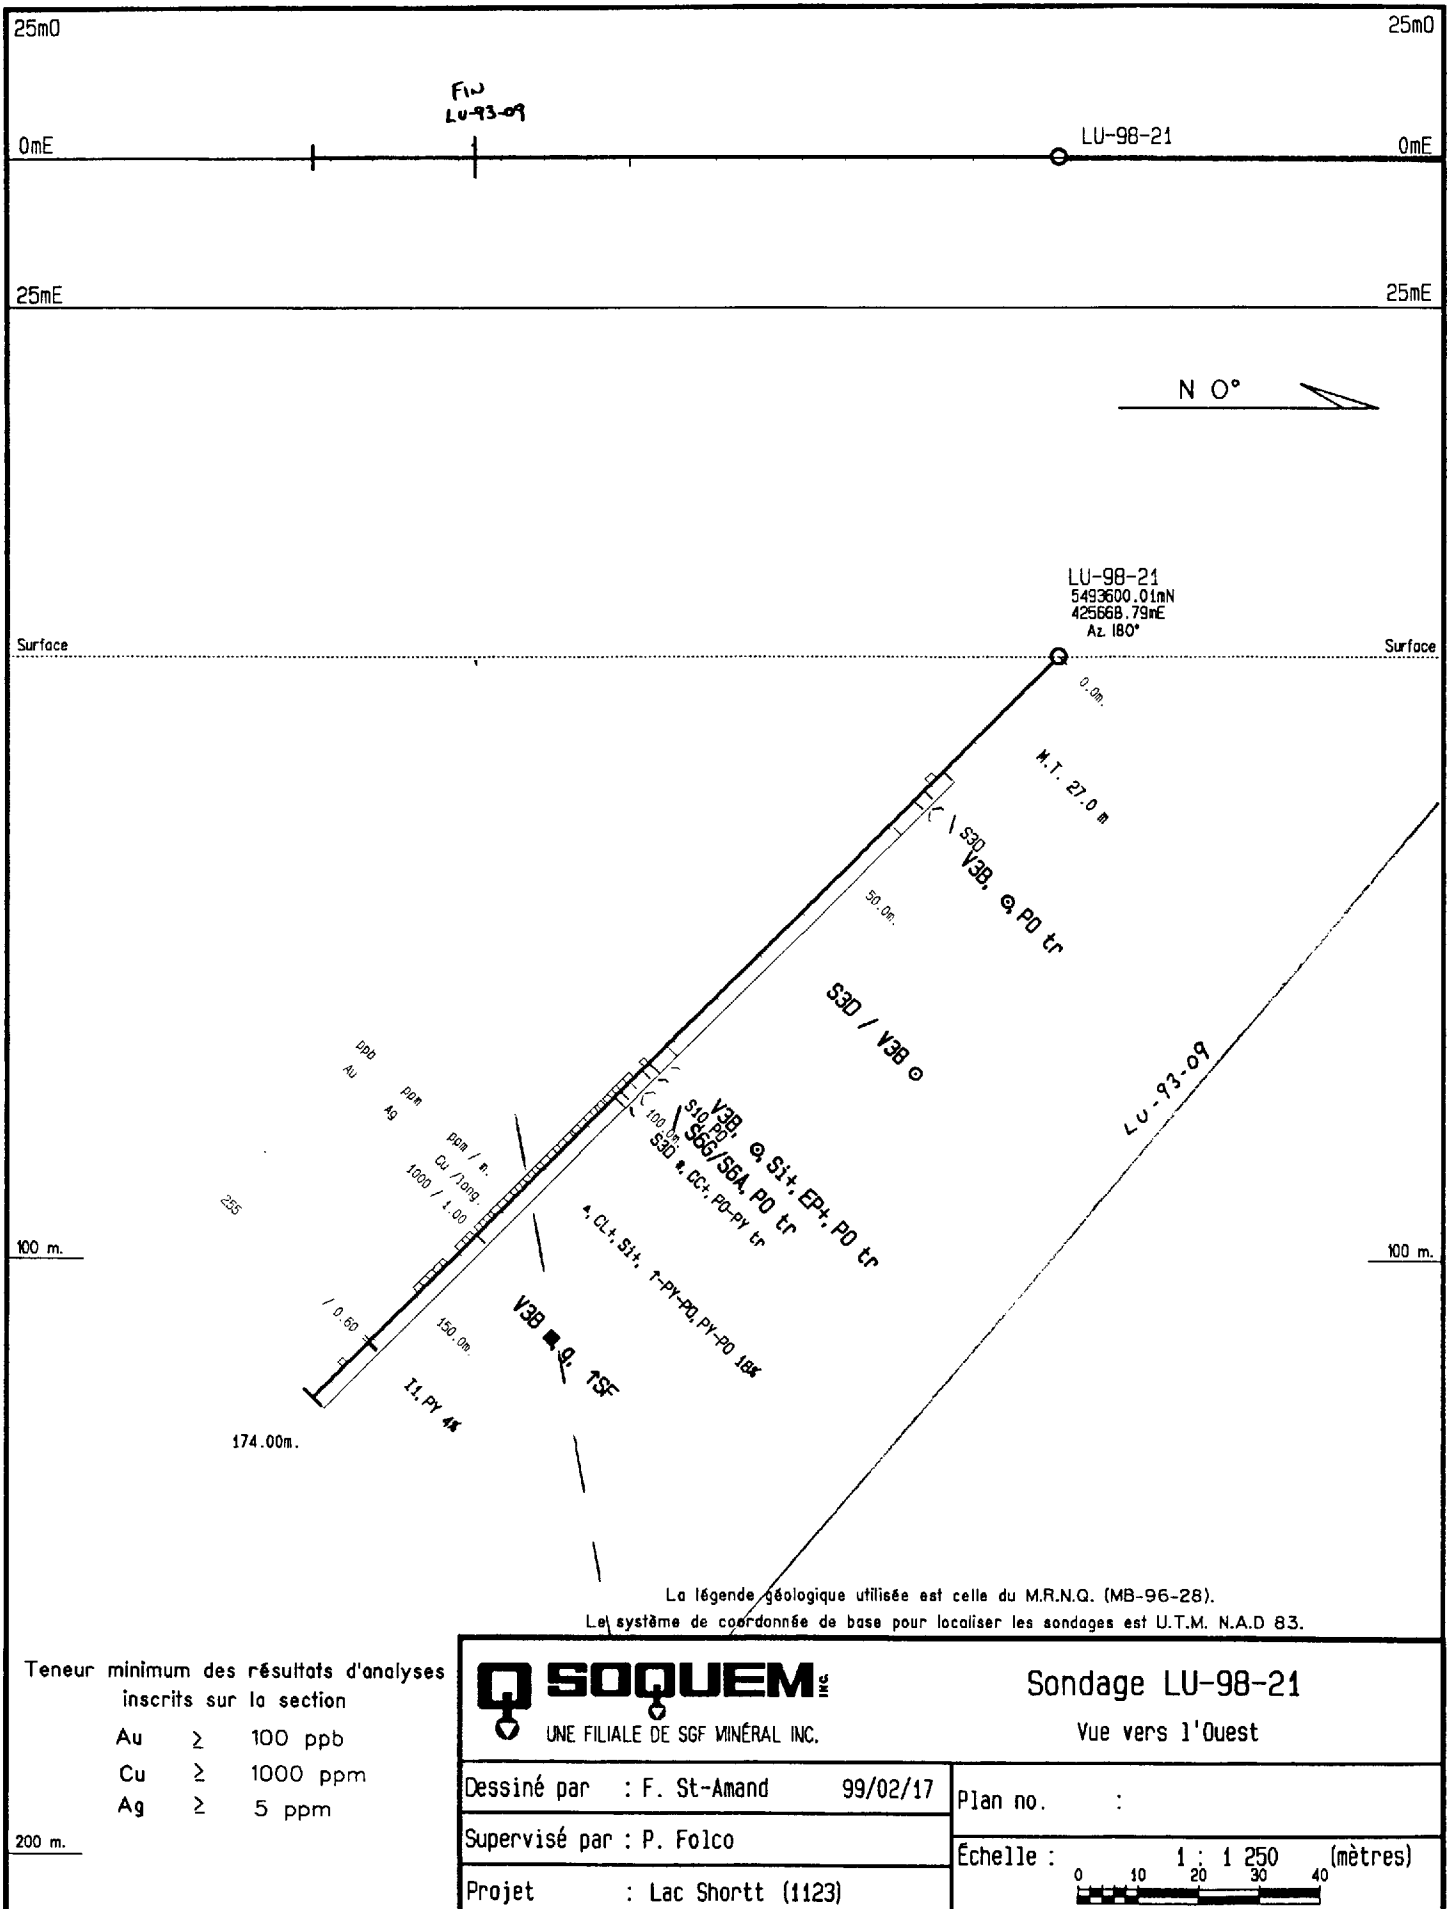 25mO
25mO
FIN
LU-93-09
LU-98-21
0mE
0mE
25mE
25mE
N 0°
LU-98-21
5493600.01mN
425668.79mE
Az. 180°
Surface
Surface
0.0m.
M.T. 27.0 m
S3D
V3B, ⊙, PO tr
50.0m.
S3D / V3B ⊙
LU-93-09
ppb
Au
ppm
Ag
ppm / m.
Cu /long.
1000 / 1.00
255
100.0m.
S10, PO
V3B, ⊙, Si+, EP+, PO tr
S6G/S6A, PO tr
S3D ▪, CC+, PO-PY tr
▴, CL+, Si+, ↑-PY-PO, PY-PO 18%
100 m.
100 m.
/ 0.60
150.0m.
V3B ■, g, ↑SF
I1, PY 4%
174.00m.
La légende géologique utilisée est celle du M.R.N.Q. (MB-96-28).
Le système de coordonnée de base pour localiser les sondages est U.T.M. N.A.D 83.
Teneur minimum des résultats d'analyses
inscrits sur la section
Au ≥ 100 ppb
Cu ≥ 1000 ppm
Ag ≥ 5 ppm
200 m.
SOQUEM INC.
UNE FILIALE DE SGF MINÉRAL INC.
Sondage LU-98-21
Vue vers l'Ouest
Dessiné par : F. St-Amand 99/02/17
Plan no. :
Supervisé par : P. Folco
Échelle : 1 : 1 250 (mètres)
0 10 20 30 40
Projet : Lac Shortt (1123)